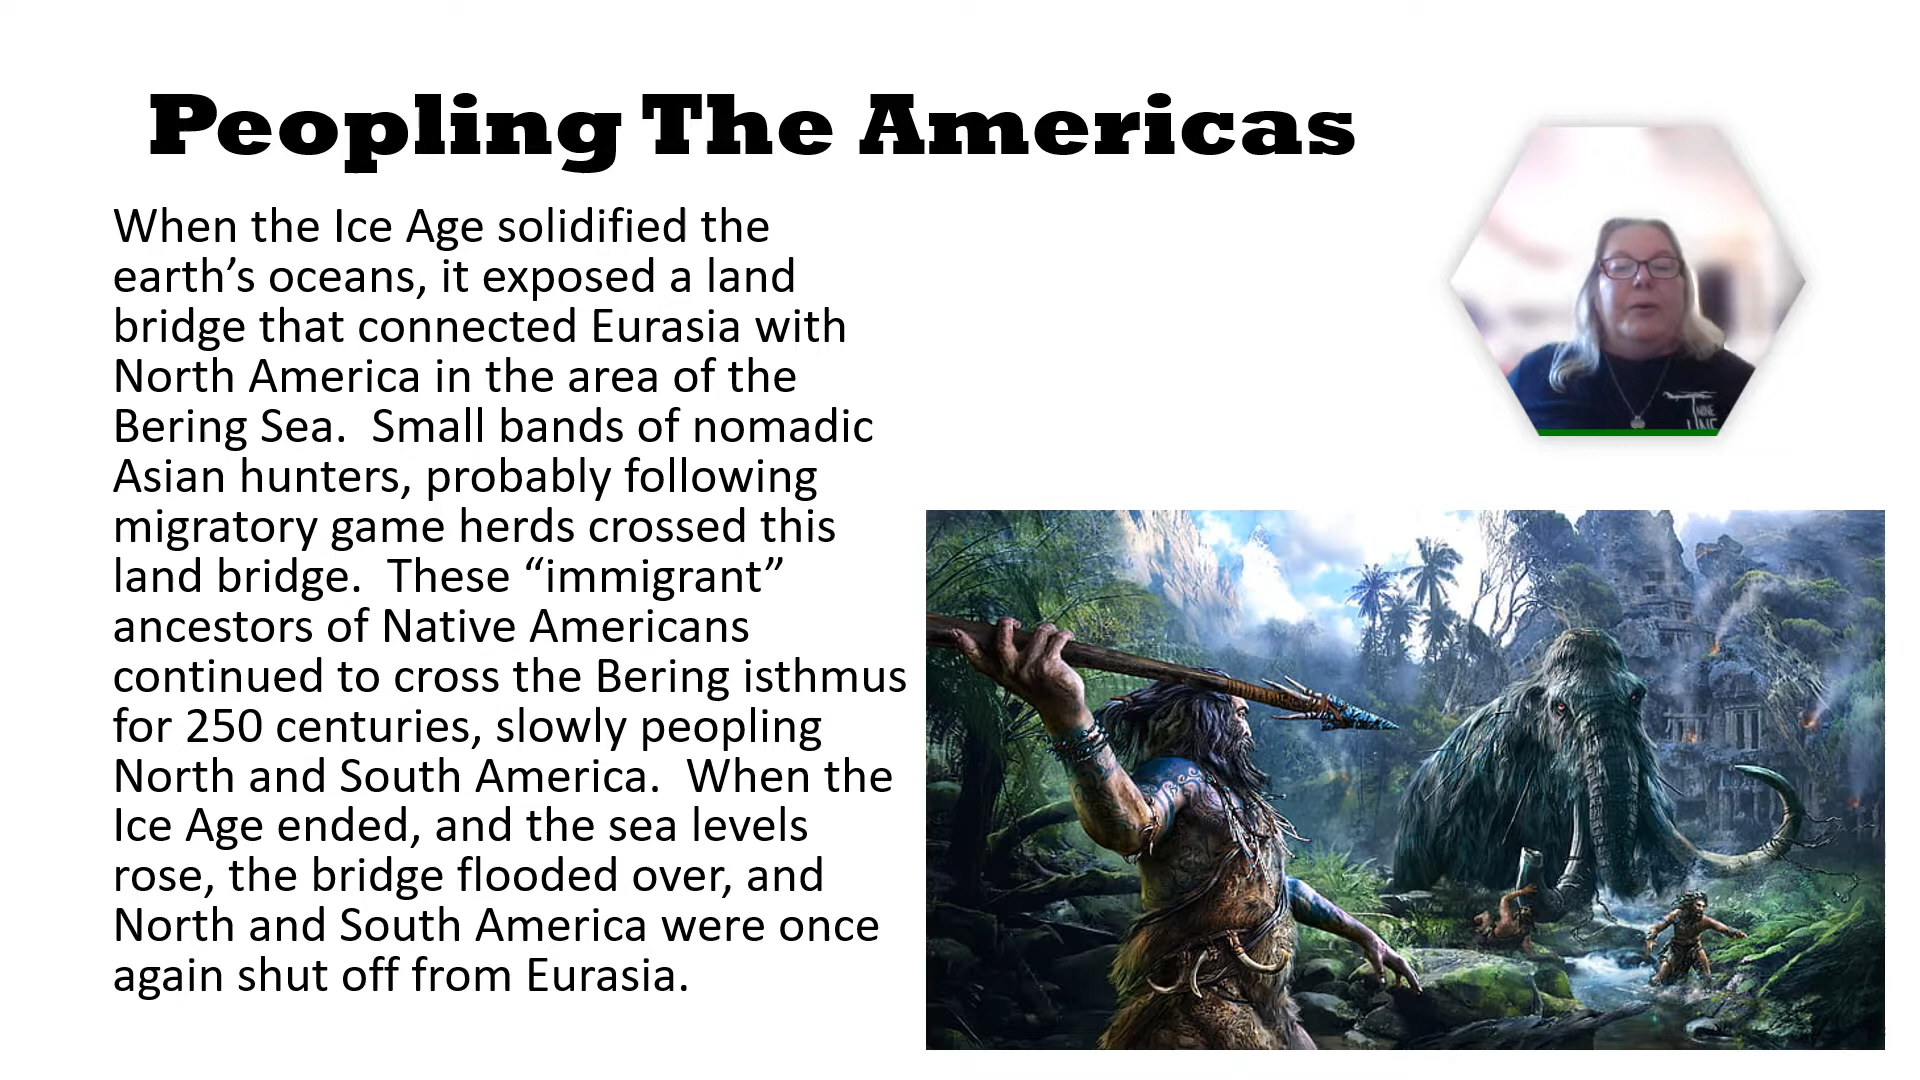 Peopling The Americas
When the Ice Age solidified the
earth’s oceans, it exposed a land
bridge that connected Eurasia with
North America in the area of the
Bering Sea.  Small bands of nomadic
Asian hunters, probably following
migratory game herds crossed this
land bridge.  These “immigrant”
ancestors of Native Americans
continued to cross the Bering isthmus
for 250 centuries, slowly peopling
North and South America.  When the
Ice Age ended, and the sea levels
rose, the bridge flooded over, and
North and South America were once
again shut off from Eurasia.
NINE
LINE